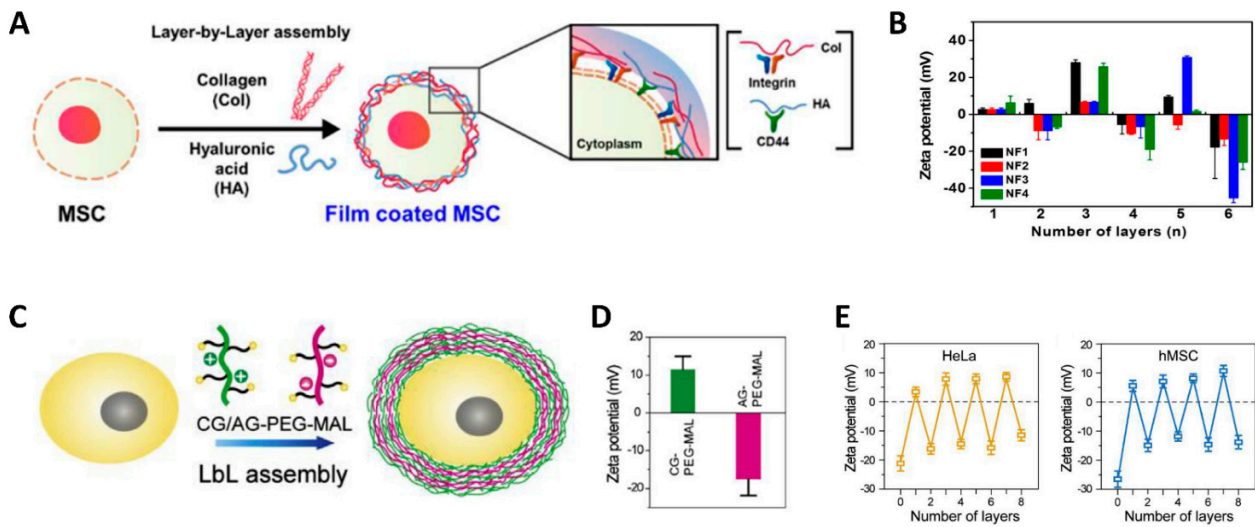 A
Layer-by-Layer assembly
Collagen
(Col)
Hyaluronic
acid
(HA)
MSC
Film coated MSC
Cytoplasm
Col
Integrin
HA
CD44
B
Zeta potential (mV)
40
20
0
-20
-40
NF1
NF2
NF3
NF4
1 2 3 4 5 6
Number of layers (n)
C
CG/AG-PEG-MAL
LbL assembly
D
Zeta potential (mV)
20
10
0
-10
-20
CG-
PEG-MAL
AG-
PEG-MAL
E
HeLa
Zeta potential (mV)
20
10
0
-10
-20
-30
0 2 4 6 8
Number of layers
hMSC
Zeta potential (mV)
20
10
0
-10
-20
-30
0 2 4 6 8
Number of layers